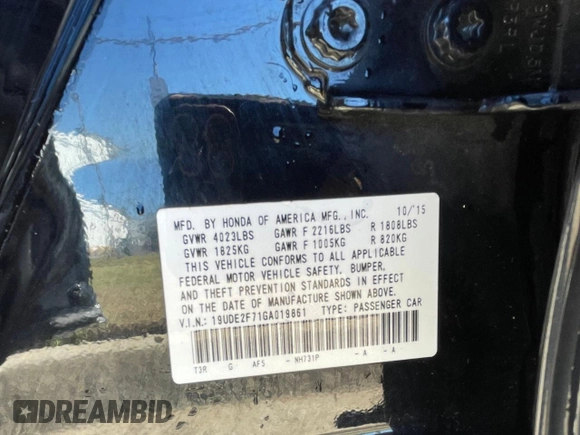 MFD. BY HONDA OF AMERICA MFG., INC. 10/'15
GVWR 4023LBS GAWR F 2216LBS R 1808LBS
GVWR 1825KG GAWR F 1005KG R 820KG
THIS VEHICLE CONFORMS TO ALL APPLICABLE
FEDERAL MOTOR VEHICLE SAFETY, BUMPER,
AND THEFT PREVENTION STANDARDS IN EFFECT
ON THE DATE OF MANUFACTURE SHOWN ABOVE.
V.I.N.: 19UDE2F71GA019861 TYPE: PASSENGER CAR
T3R G AF5 - NH731P - A - A
DREAMBID